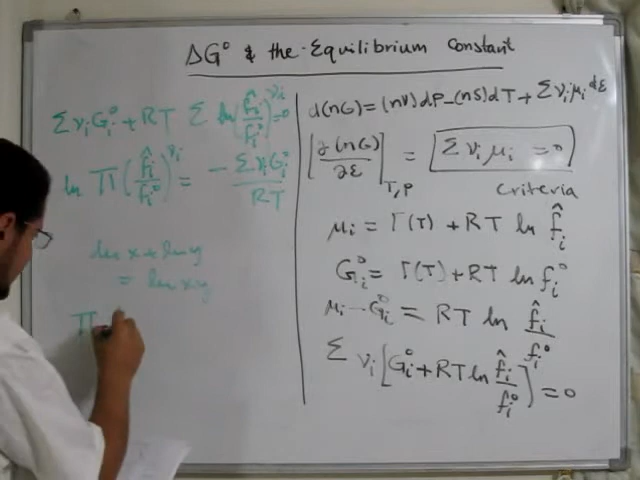 ΔG° & the Equilibrium Constant
Σ νi Gi° + RT Σ ln (f̂i/fi°)^νi = 0
ln Π (f̂i/fi°)^νi = - Σ νi Gi° / RT
ln x + ln y
= ln xy
Π
d(nG) = (nV)dP - (nS)dT + Σ νi μi dε
[∂(nG)/∂ε]T,P = Σ νi μi = 0
Criteria
μi = Γ(T) + RT ln f̂i
Gi° = Γ(T) + RT ln fi°
μi - Gi° = RT ln f̂i/fi°
Σ νi [Gi° + RT ln f̂i/fi°] = 0